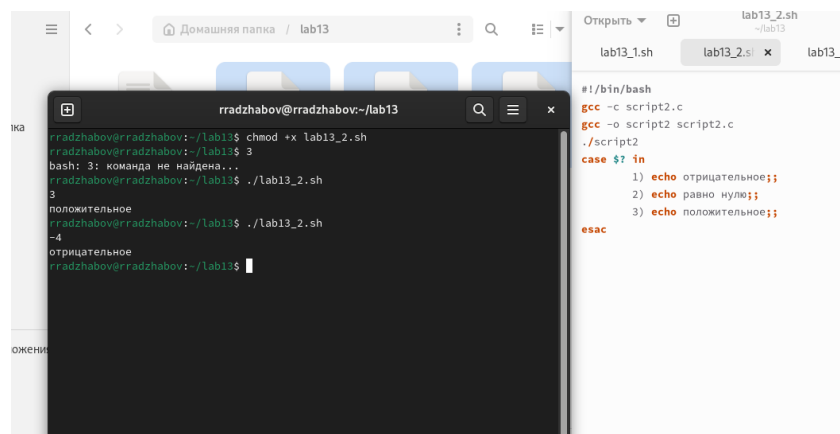 Домашняя папка / lab13
Открыть
lab13_2.sh
~/lab13
lab13_1.sh
lab13_2.s
lab13_
rradzhabov@rradzhabov:~/lab13
rradzhabov@rradzhabov:~/lab13$ chmod +x lab13_2.sh
rradzhabov@rradzhabov:~/lab13$ 3
bash: 3: команда не найдена...
rradzhabov@rradzhabov:~/lab13$ ./lab13_2.sh
3
положительное
rradzhabov@rradzhabov:~/lab13$ ./lab13_2.sh
-4
отрицательное
rradzhabov@rradzhabov:~/lab13$
#!/bin/bash
gcc -c script2.c
gcc -o script2 script2.c
./script2
case $? in
1) echo отрицательное;;
2) echo равно нулю;;
3) echo положительное;;
esac